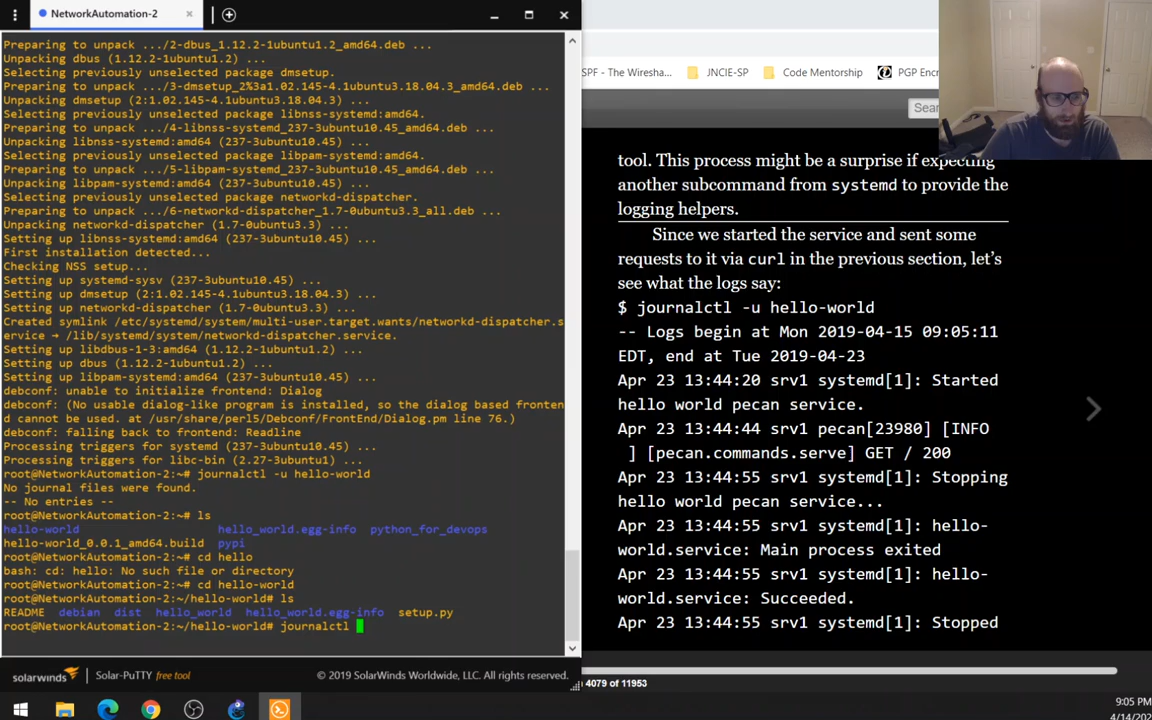 NetworkAutomation-2
Preparing to unpack .../2-dbus_1.12.2-1ubuntu1.2_amd64.deb ...
Unpacking dbus (1.12.2-1ubuntu1.2) ...
Selecting previously unselected package dmsetup.
Preparing to unpack .../3-dmsetup_2%3a1.02.145-4.1ubuntu3.18.04.3_amd64.deb ...
Unpacking dmsetup (2:1.02.145-4.1ubuntu3.18.04.3) ...
Selecting previously unselected package libnss-systemd:amd64.
Preparing to unpack .../4-libnss-systemd_237-3ubuntu10.45_amd64.deb ...
Unpacking libnss-systemd:amd64 (237-3ubuntu10.45) ...
Selecting previously unselected package libpam-systemd:amd64.
Preparing to unpack .../5-libpam-systemd_237-3ubuntu10.45_amd64.deb ...
Unpacking libpam-systemd:amd64 (237-3ubuntu10.45) ...
Selecting previously unselected package networkd-dispatcher.
Preparing to unpack .../6-networkd-dispatcher_1.7-0ubuntu3.3_all.deb ...
Unpacking networkd-dispatcher (1.7-0ubuntu3.3) ...
Setting up libnss-systemd:amd64 (237-3ubuntu10.45) ...
First installation detected...
Checking NSS setup...
Setting up systemd-sysv (237-3ubuntu10.45) ...
Setting up dmsetup (2:1.02.145-4.1ubuntu3.18.04.3) ...
Setting up networkd-dispatcher (1.7-0ubuntu3.3) ...
Created symlink /etc/systemd/system/multi-user.target.wants/networkd-dispatcher.s
ervice → /lib/systemd/system/networkd-dispatcher.service.
Setting up libdbus-1-3:amd64 (1.12.2-1ubuntu1.2) ...
Setting up dbus (1.12.2-1ubuntu1.2) ...
Setting up libpam-systemd:amd64 (237-3ubuntu10.45) ...
debconf: unable to initialize frontend: Dialog
debconf: (No usable dialog-like program is installed, so the dialog based fronten
d cannot be used. at /usr/share/perl5/Debconf/FrontEnd/Dialog.pm line 76.)
debconf: falling back to frontend: Readline
Processing triggers for systemd (237-3ubuntu10.45) ...
Processing triggers for libc-bin (2.27-3ubuntu1) ...
root@NetworkAutomation-2:~# journalctl -u hello-world
No journal files were found.
-- No entries --
root@NetworkAutomation-2:~# ls
hello-world hello_world.egg-info python_for_devops
hello-world_0.0.1_amd64.build pypi
root@NetworkAutomation-2:~# cd hello
bash: cd: hello: No such file or directory
root@NetworkAutomation-2:~# cd hello-world
root@NetworkAutomation-2:~/hello-world# ls
README debian dist hello_world hello_world.egg-info setup.py
root@NetworkAutomation-2:~/hello-world# journalctl
solarwinds Solar-PuTTY free tool © 2019 SolarWinds Worldwide, LLC. All rights reserved.
SPF - The Wiresha... JNCIE-SP Code Mentorship PGP Encr
Sear
tool. This process might be a surprise if expecting
another subcommand from systemd to provide the
logging helpers.
Since we started the service and sent some
requests to it via curl in the previous section, let's
see what the logs say:
$ journalctl -u hello-world
-- Logs begin at Mon 2019-04-15 09:05:11
EDT, end at Tue 2019-04-23
Apr 23 13:44:20 srv1 systemd[1]: Started
hello world pecan service.
Apr 23 13:44:44 srv1 pecan[23980] [INFO
] [pecan.commands.serve] GET / 200
Apr 23 13:44:55 srv1 systemd[1]: Stopping
hello world pecan service...
Apr 23 13:44:55 srv1 systemd[1]: hello-
world.service: Main process exited
Apr 23 13:44:55 srv1 systemd[1]: hello-
world.service: Succeeded.
Apr 23 13:44:55 srv1 systemd[1]: Stopped
4079 of 11953
9:05 PM